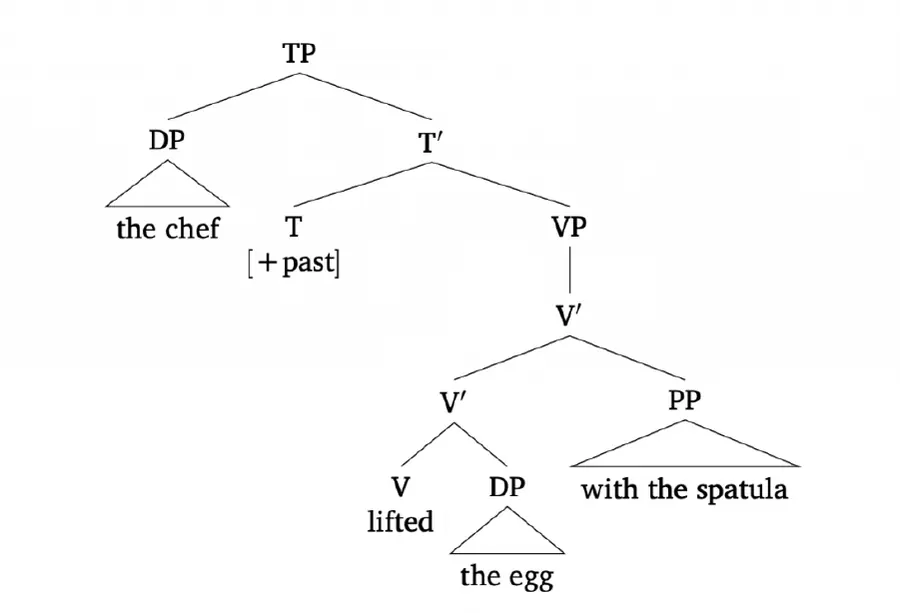 TP
DP T′
the chef T VP
[+past]
V′
V′ PP
V DP with the spatula
lifted
the egg